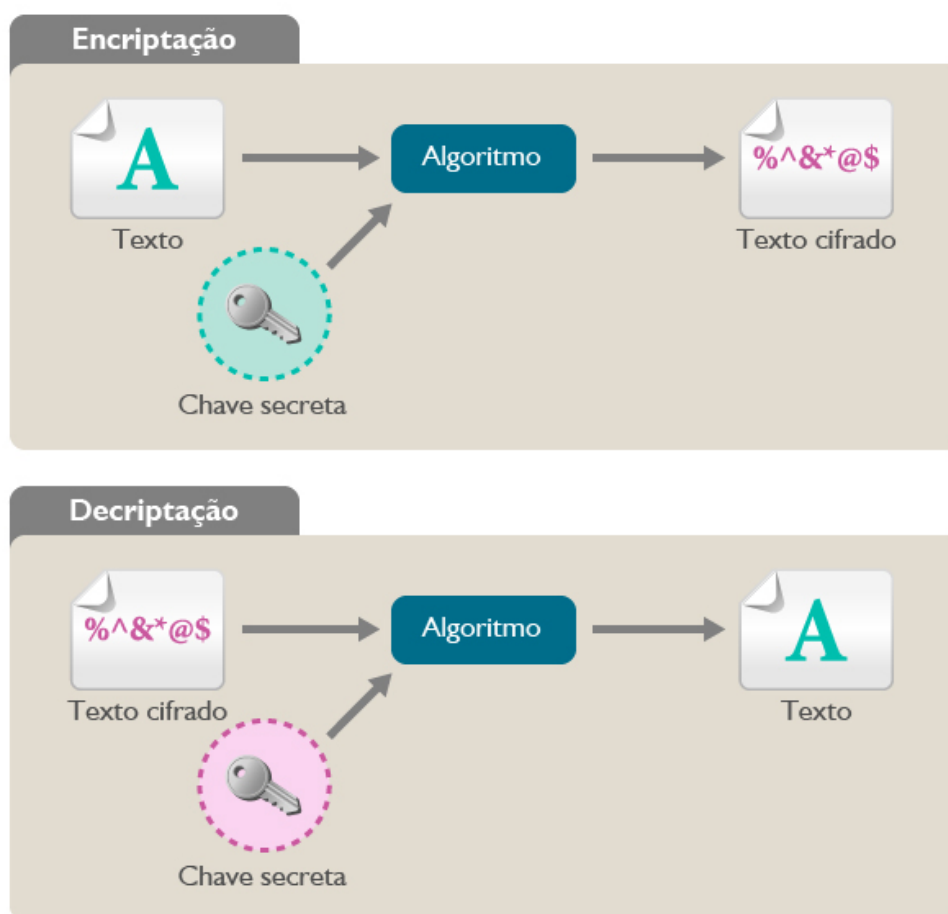 Encriptação
A
Algoritmo
%^&*@$
Texto
Texto cifrado
Chave secreta
Decriptação
%^&*@$
Algoritmo
A
Texto cifrado
Texto
Chave secreta